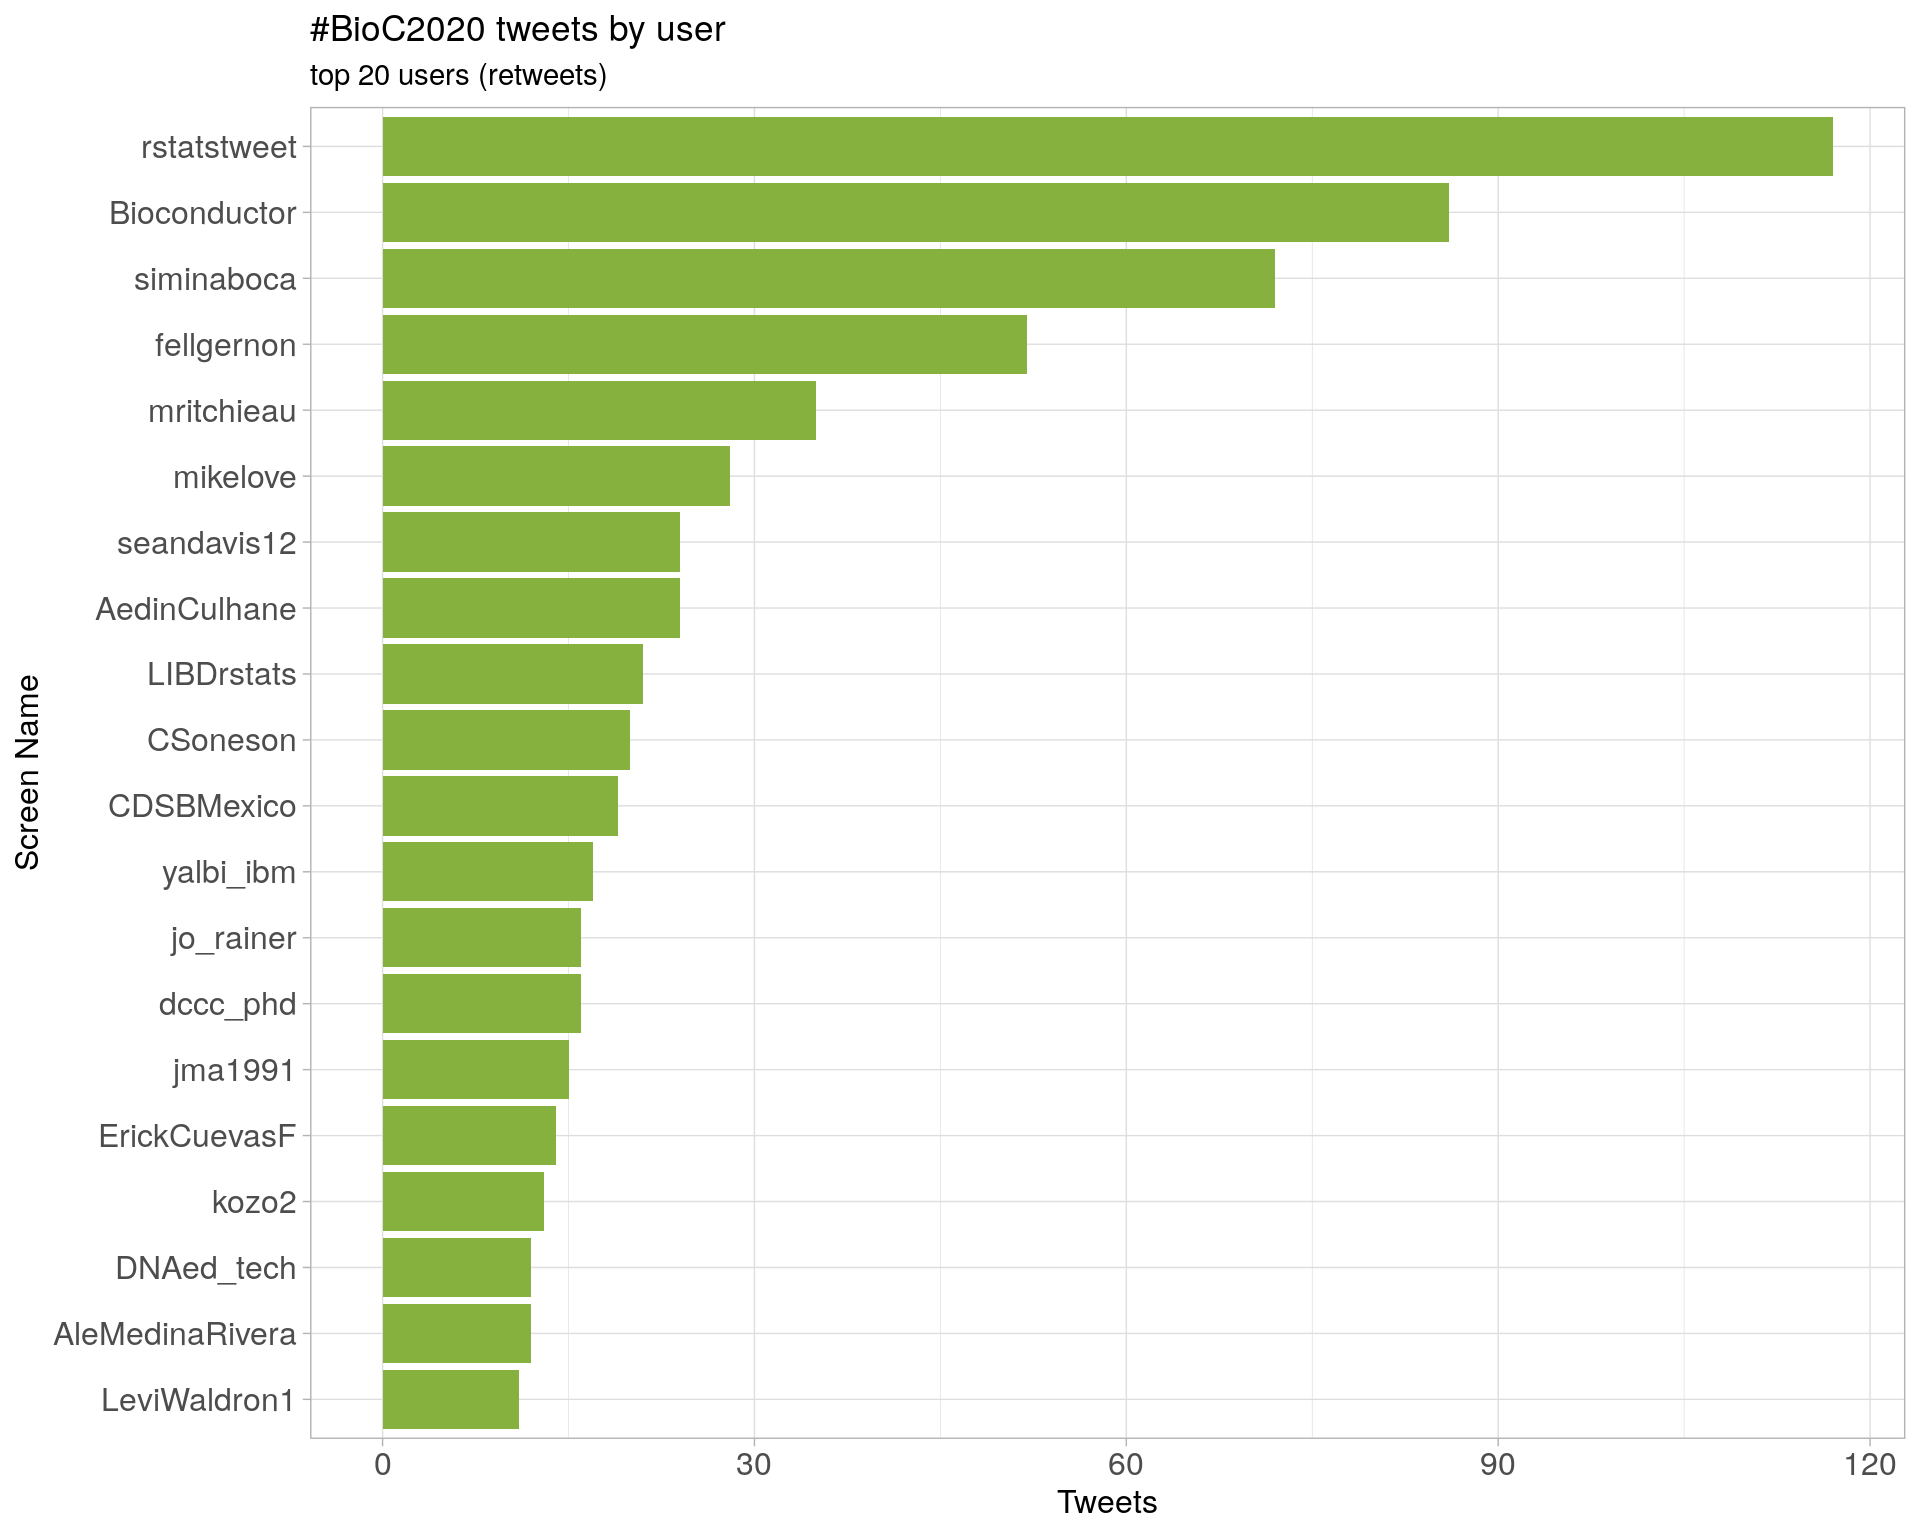 #BioC2020 tweets by user
top 20 users (retweets)
Screen Name
rstatstweet
Bioconductor
siminaboca
fellgernon
mritchieau
mikelove
seandavis12
AedinCulhane
LIBDrstats
CSoneson
CDSBMexico
yalbi_ibm
jo_rainer
dccc_phd
jma1991
ErickCuevasF
kozo2
DNAed_tech
AleMedinaRivera
LeviWaldron1
0 30 60 90 120
Tweets